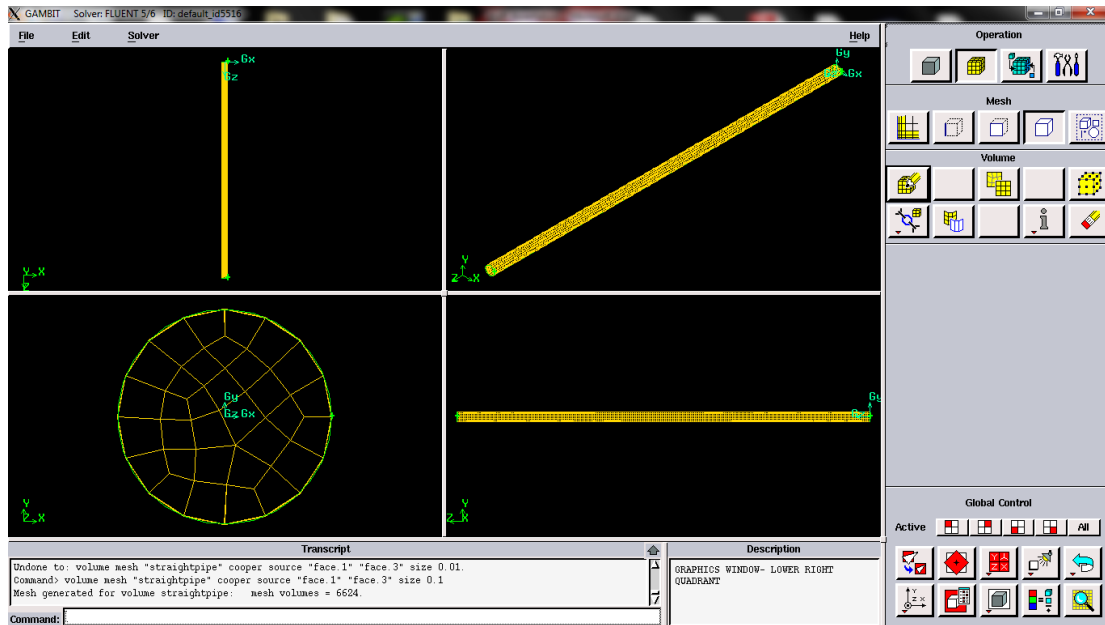 GAMBIT Solver: FLUENT 5/6 ID: default_id5516
File Edit Solver Help
Gx
Gz
Y X
Z
Gy
Gx
Y
Z X
Gy
Gz Gx
Y
Z X
Gy
Gx
Y
Z X
Operation
Mesh
Volume
Global Control
Active All
Transcript
Undone to: volume mesh "straightpipe" cooper source "face.1" "face.3" size 0.01.
Command> volume mesh "straightpipe" cooper source "face.1" "face.3" size 0.1
Mesh generated for volume straightpipe: mesh volumes = 6624.
Command:
Description
GRAPHICS WINDOW- LOWER RIGHT
QUADRANT